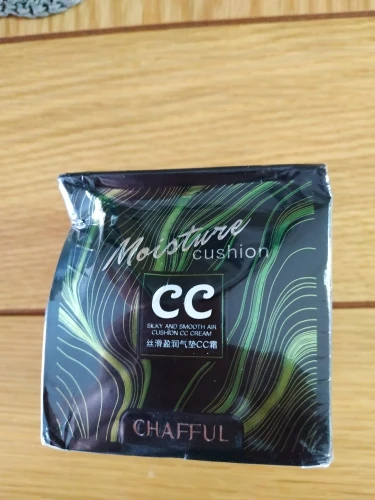 Moisture
cushion
CC
SILKY AND SMOOTH AIR
CUSHION CC CREAM
丝滑盈润气垫CC霜
CHAFFUL